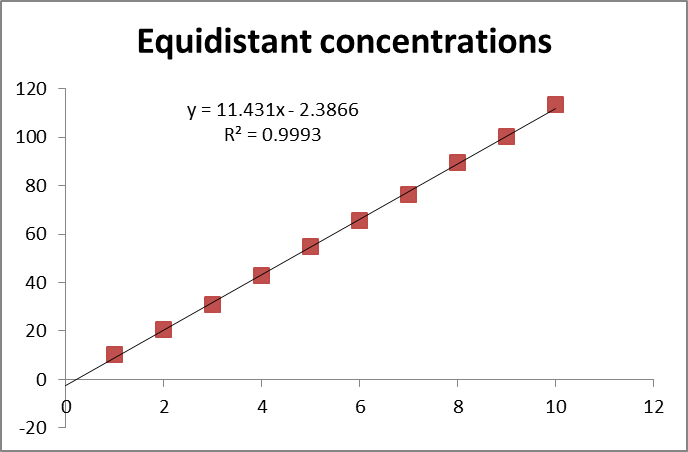 Equidistant concentrations
y = 11.431x - 2.3866
R² = 0.9993
120
100
80
60
40
20
0
-20
0 2 4 6 8 10 12